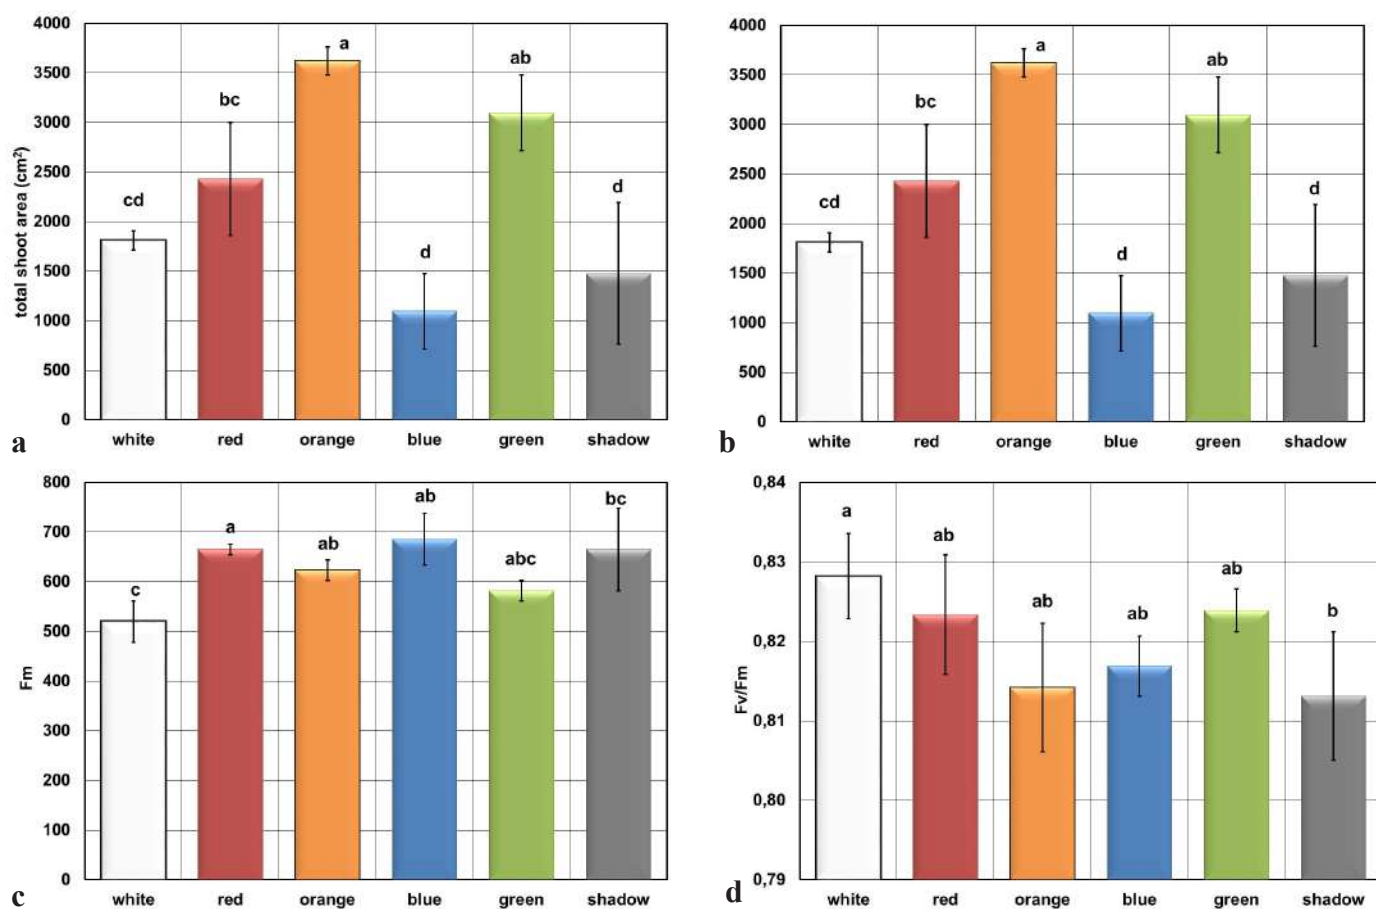 4000
a
3500
ab
3000
bc
2500
2000
cd
d
1500
d
1000
500
0
total shoot area (cm²)
white red orange blue green shadow
a
4000
a
3500
ab
3000
bc
2500
2000
cd
d
1500
d
1000
500
0
white red orange blue green shadow
b
800
ab
bc
700
a
ab
abc
600
c
500
400
300
200
100
0
Fm
white red orange blue green shadow
c
0,84
a
ab
0,83
ab
ab
ab
b
0,82
0,81
0,80
0,79
Fv/Fm
white red orange blue green shadow
d